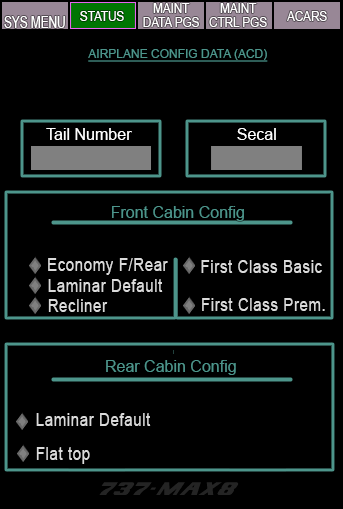 SYS MENU
STATUS
MAINT
DATA PGS
MAINT
CTRL PGS
ACARS
AIRPLANE CONFIG DATA (ACD)
Tail Number
Secal
Front Cabin Config
Economy F/Rear
Laminar Default
Recliner
First Class Basic
First Class Prem.
Rear Cabin Config
Laminar Default
Flat top
737-MAX8